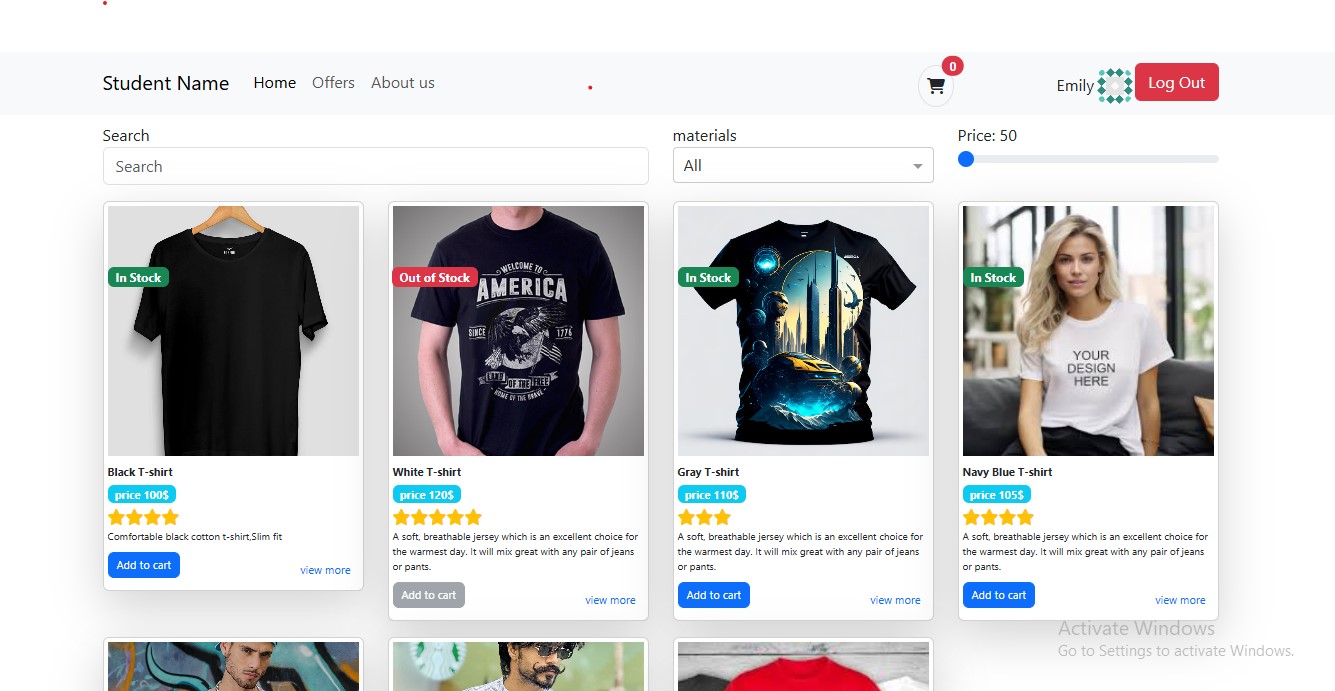 Student Name Home Offers About us 0 Emily Log Out
Search materials Price: 50
Search All
In Stock
Out of Stock
In Stock
In Stock
WELCOME TO
AMERICA
SINCE 1776
LAND OF THE FREE
HOME OF THE BRAVE
YOUR
DESIGN
HERE
Black T-shirt
price 100$
Comfortable black cotton t-shirt,Slim fit
Add to cart view more
White T-shirt
price 120$
A soft, breathable jersey which is an excellent choice for
the warmest day. It will mix great with any pair of jeans
or pants.
Add to cart view more
Gray T-shirt
price 110$
A soft, breathable jersey which is an excellent choice for
the warmest day. It will mix great with any pair of jeans
or pants.
Add to cart view more
Navy Blue T-shirt
price 105$
A soft, breathable jersey which is an excellent choice for
the warmest day. It will mix great with any pair of jeans
or pants.
Add to cart view more
Activate Windows
Go to Settings to activate Windows.